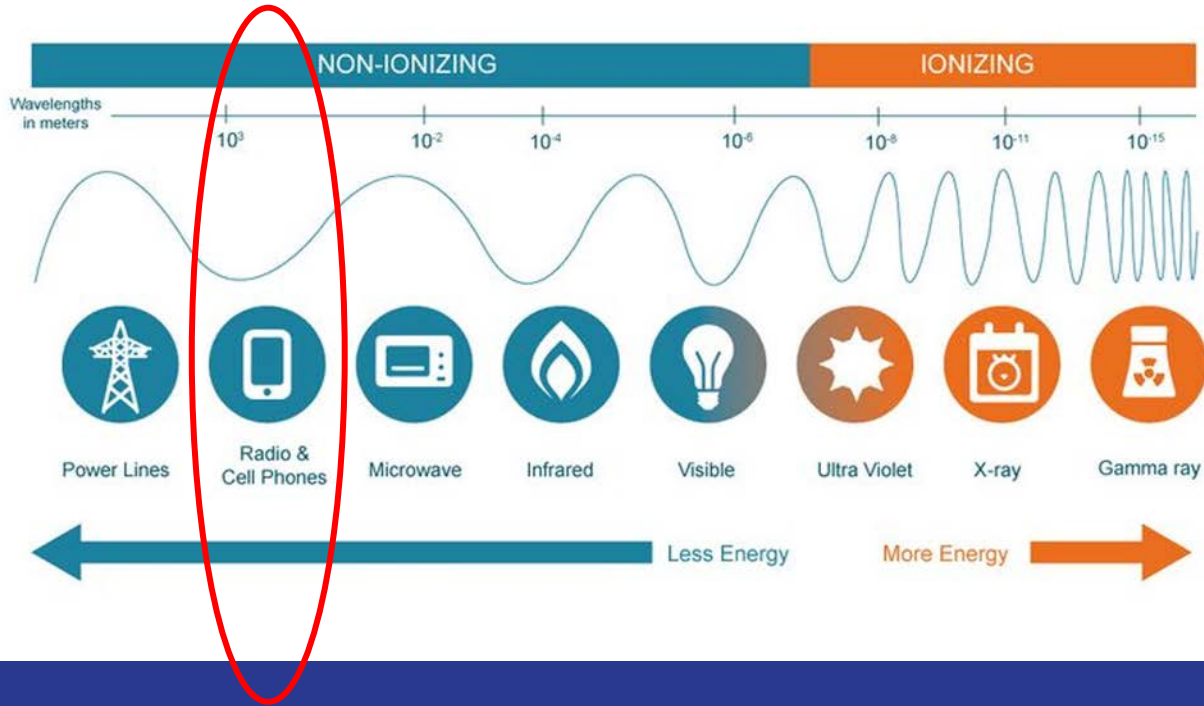 NON-IONIZING
IONIZING
Wavelengths
in meters
10³
10⁻²
10⁻⁴
10⁻⁶
10⁻⁸
10⁻¹¹
10⁻¹⁵
Power Lines
Radio &
Cell Phones
Microwave
Infrared
Visible
Ultra Violet
X-ray
Gamma ray
Less Energy
More Energy